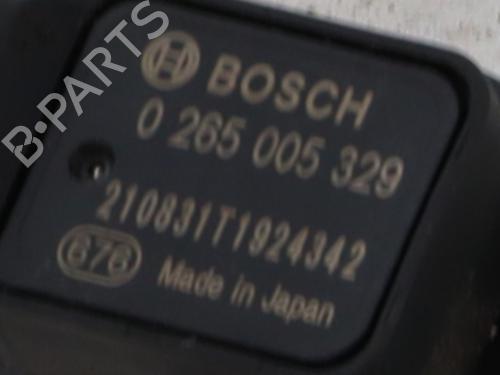 B-PARTS
BOSCH
0 265 005 329
210831T1924342
676 Made in Japan